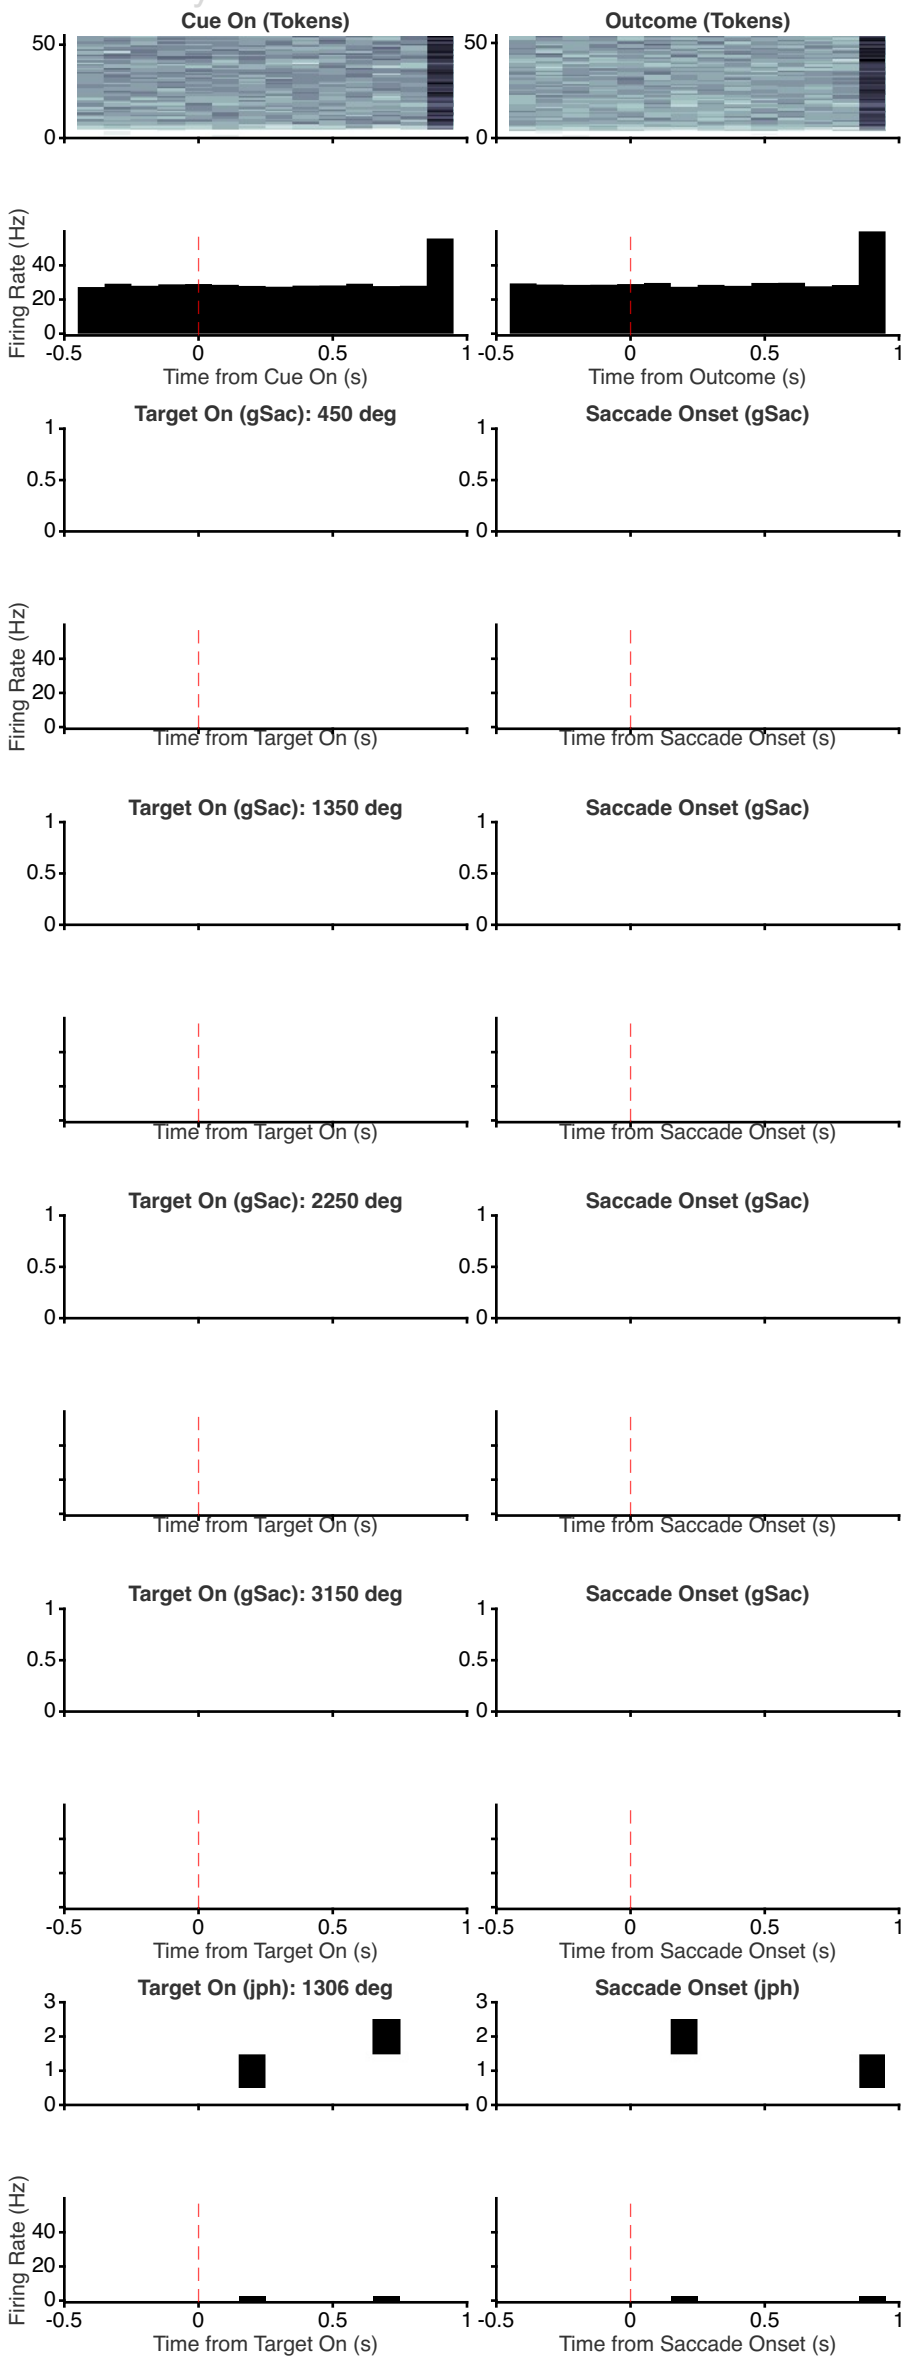 Cue On (Tokens) Outcome (Tokens)
50 50
0 0
Firing Rate (Hz)
40
20
0
-0.5 0 0.5 1 -0.5 0 0.5 1
Time from Cue On (s) Time from Outcome (s)
Target On (gSac): 450 deg Saccade Onset (gSac)
1 1
0.5 0.5
0 0
Firing Rate (Hz)
40
20
0
Time from Target On (s) Time from Saccade Onset (s)
Target On (gSac): 1350 deg Saccade Onset (gSac)
1 1
0.5 0.5
0 0
Time from Target On (s) Time from Saccade Onset (s)
Target On (gSac): 2250 deg Saccade Onset (gSac)
1 1
0.5 0.5
0 0
Time from Target On (s) Time from Saccade Onset (s)
Target On (gSac): 3150 deg Saccade Onset (gSac)
1 1
0.5 0.5
0 0
-0.5 0 0.5 1 -0.5 0 0.5 1
Time from Target On (s) Time from Saccade Onset (s)
Target On (jph): 1306 deg Saccade Onset (jph)
3 3
2 2
1 1
0 0
Firing Rate (Hz)
40
20
0
-0.5 0 0.5 1 -0.5 0 0.5 1
Time from Target On (s) Time from Saccade Onset (s)